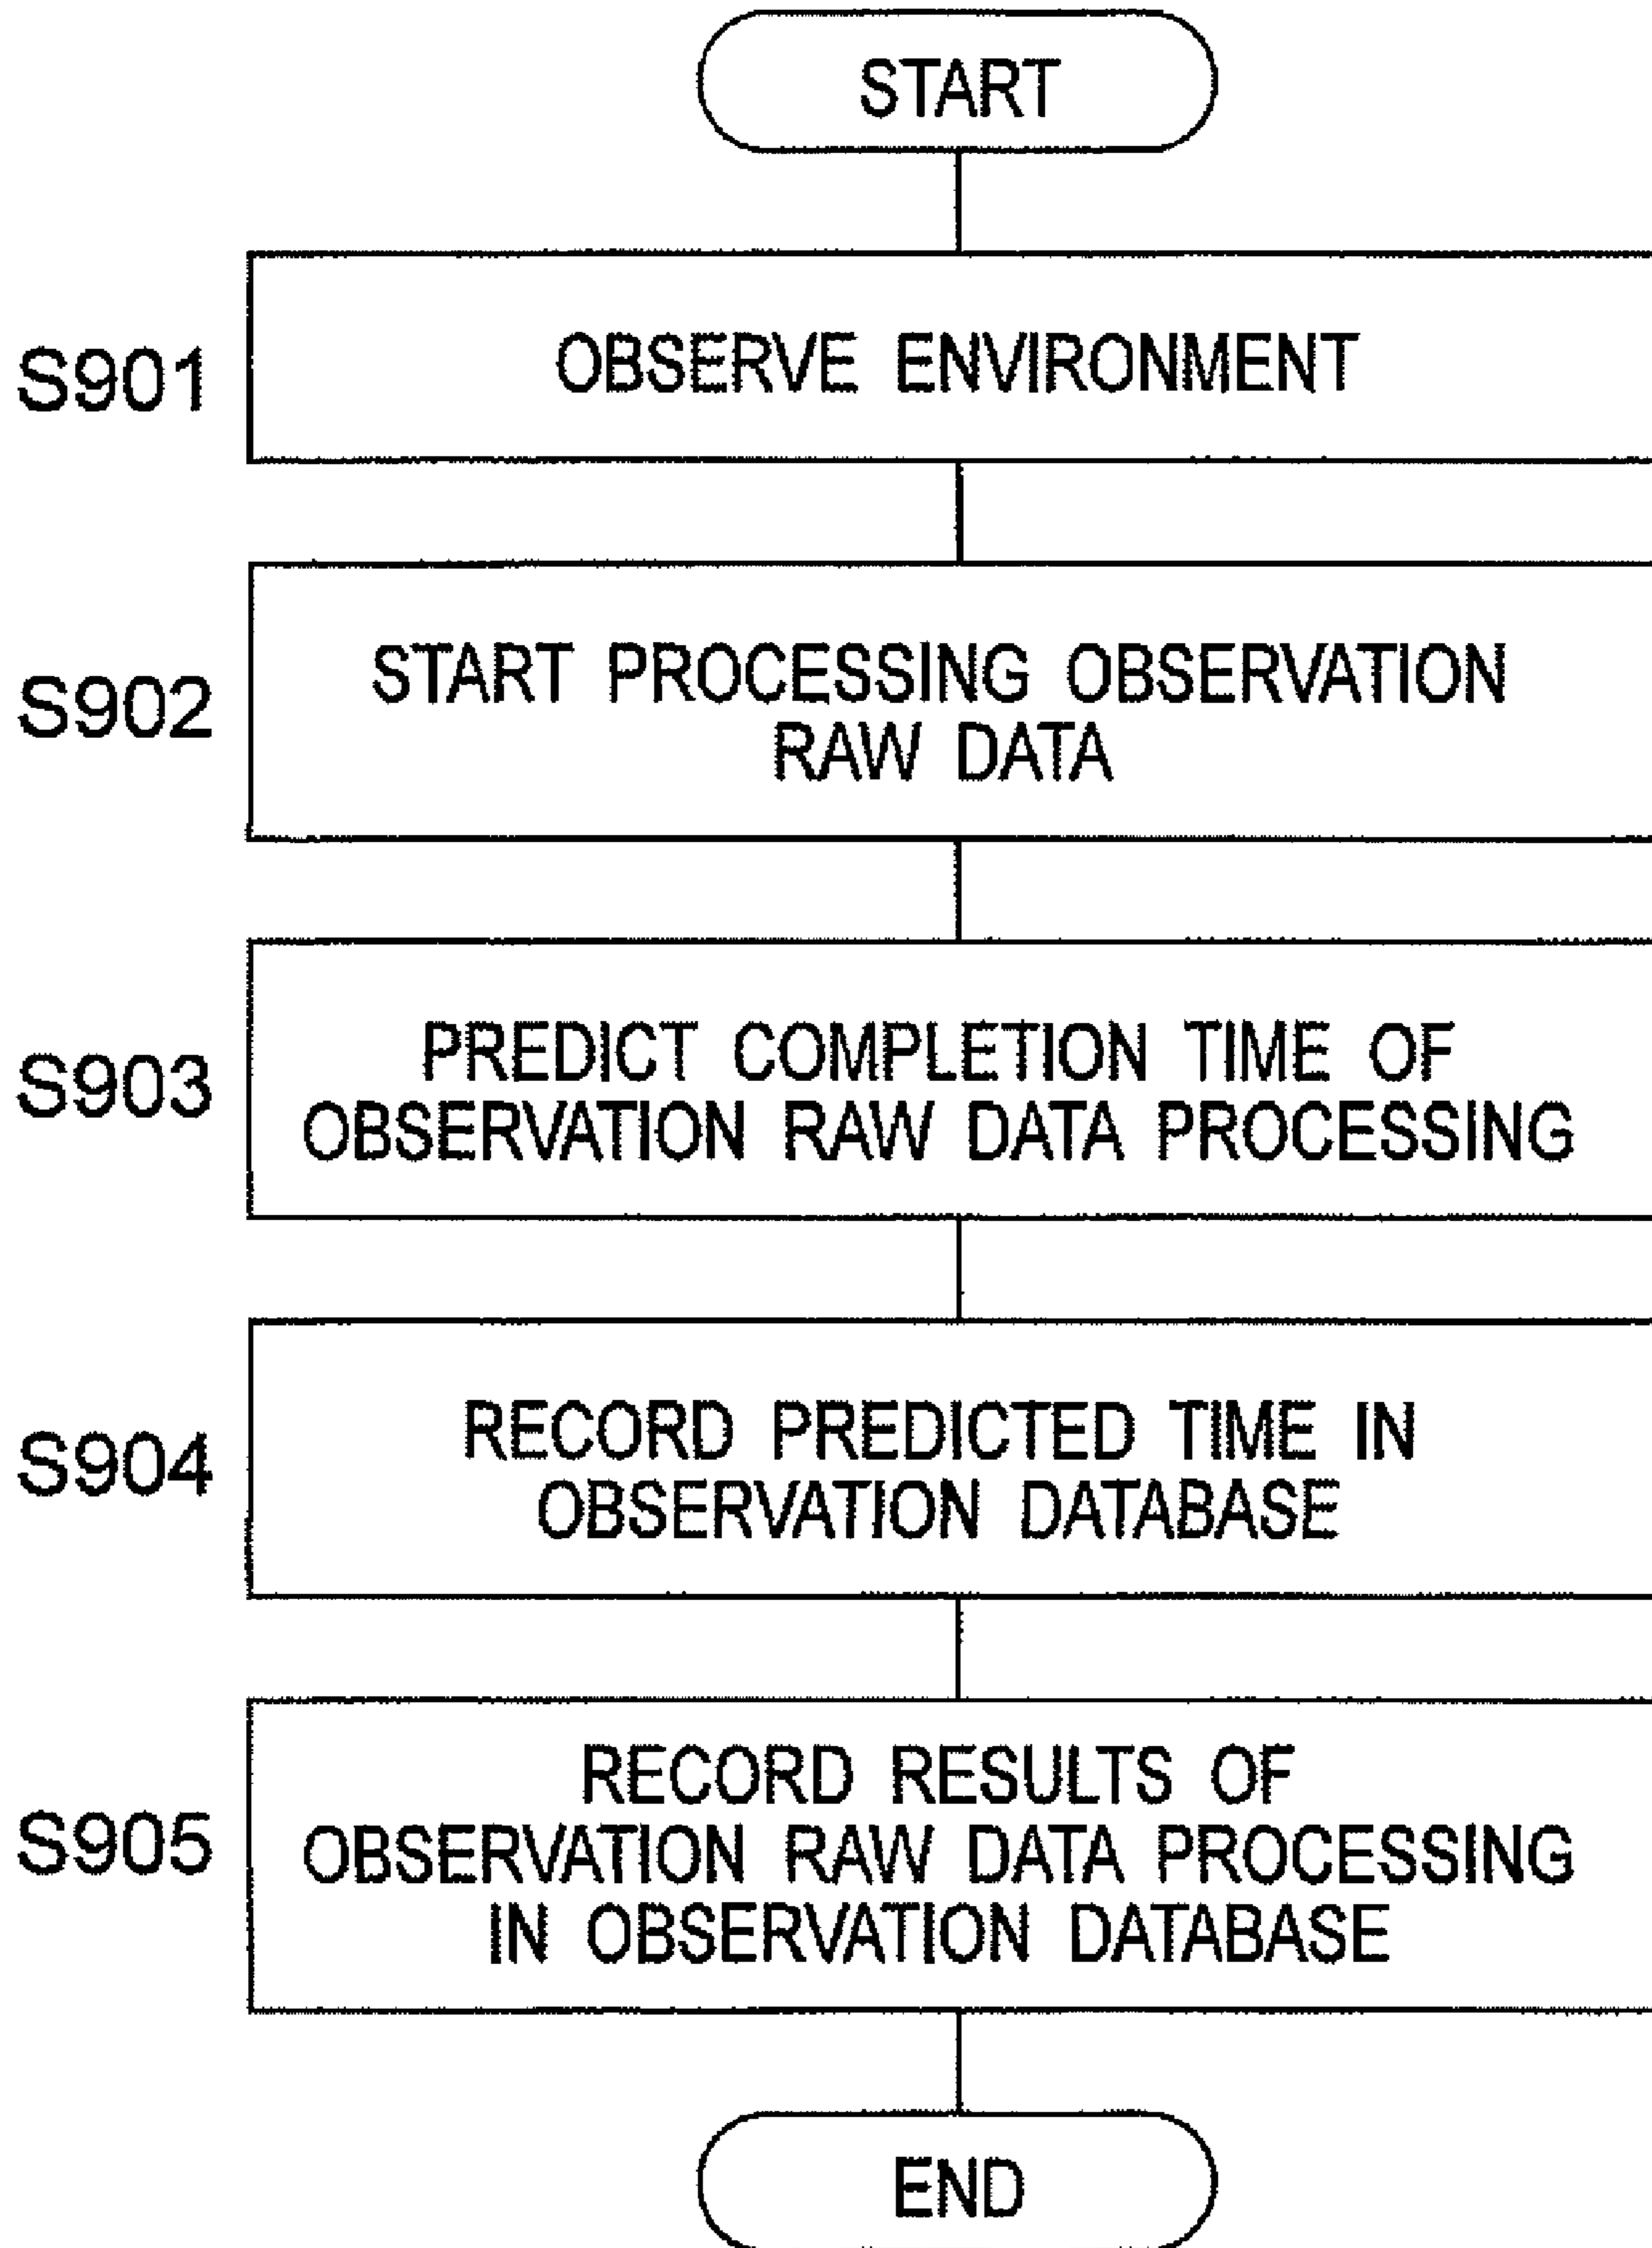 START
S901
OBSERVE ENVIRONMENT
S902
START PROCESSING OBSERVATION
RAW DATA
S903
PREDICT COMPLETION TIME OF
OBSERVATION RAW DATA PROCESSING
S904
RECORD PREDICTED TIME IN
OBSERVATION DATABASE
S905
RECORD RESULTS OF
OBSERVATION RAW DATA PROCESSING
IN OBSERVATION DATABASE
END